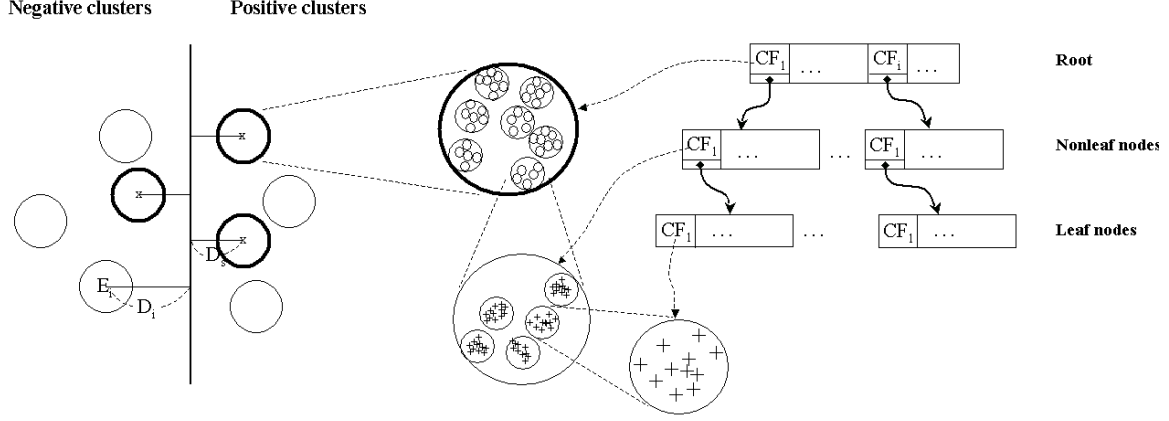 Negative clusters Positive clusters
CF1 ... CFi ... Root
CF1 ... ... CF1 ... Nonleaf nodes
CF1 ... ... CF1 ... Leaf nodes
x
x
x
Ds
Ei
Di